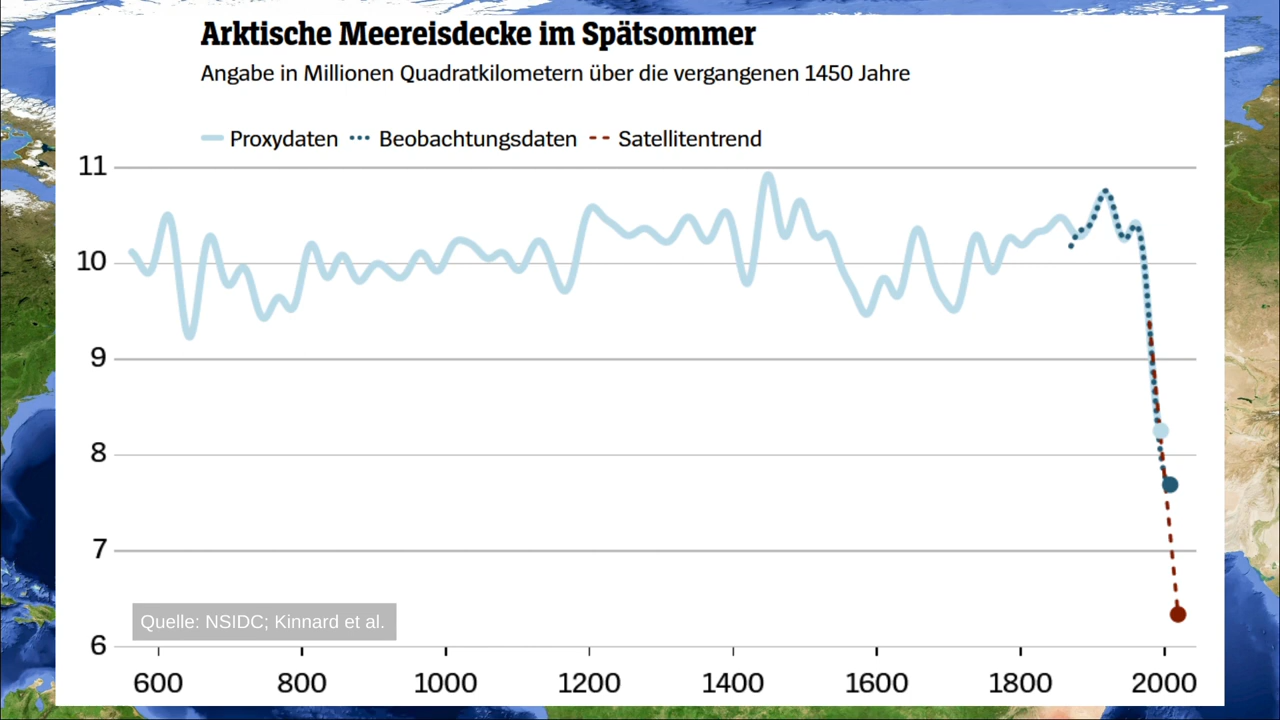 Arktische Meereisdecke im Spätsommer
Angabe in Millionen Quadratkilometern über die vergangenen 1450 Jahre
Proxydaten Beobachtungsdaten Satellitentrend
11
10
9
8
7
Quelle: NSIDC; Kinnard et al.
6
600 800 1000 1200 1400 1600 1800 2000